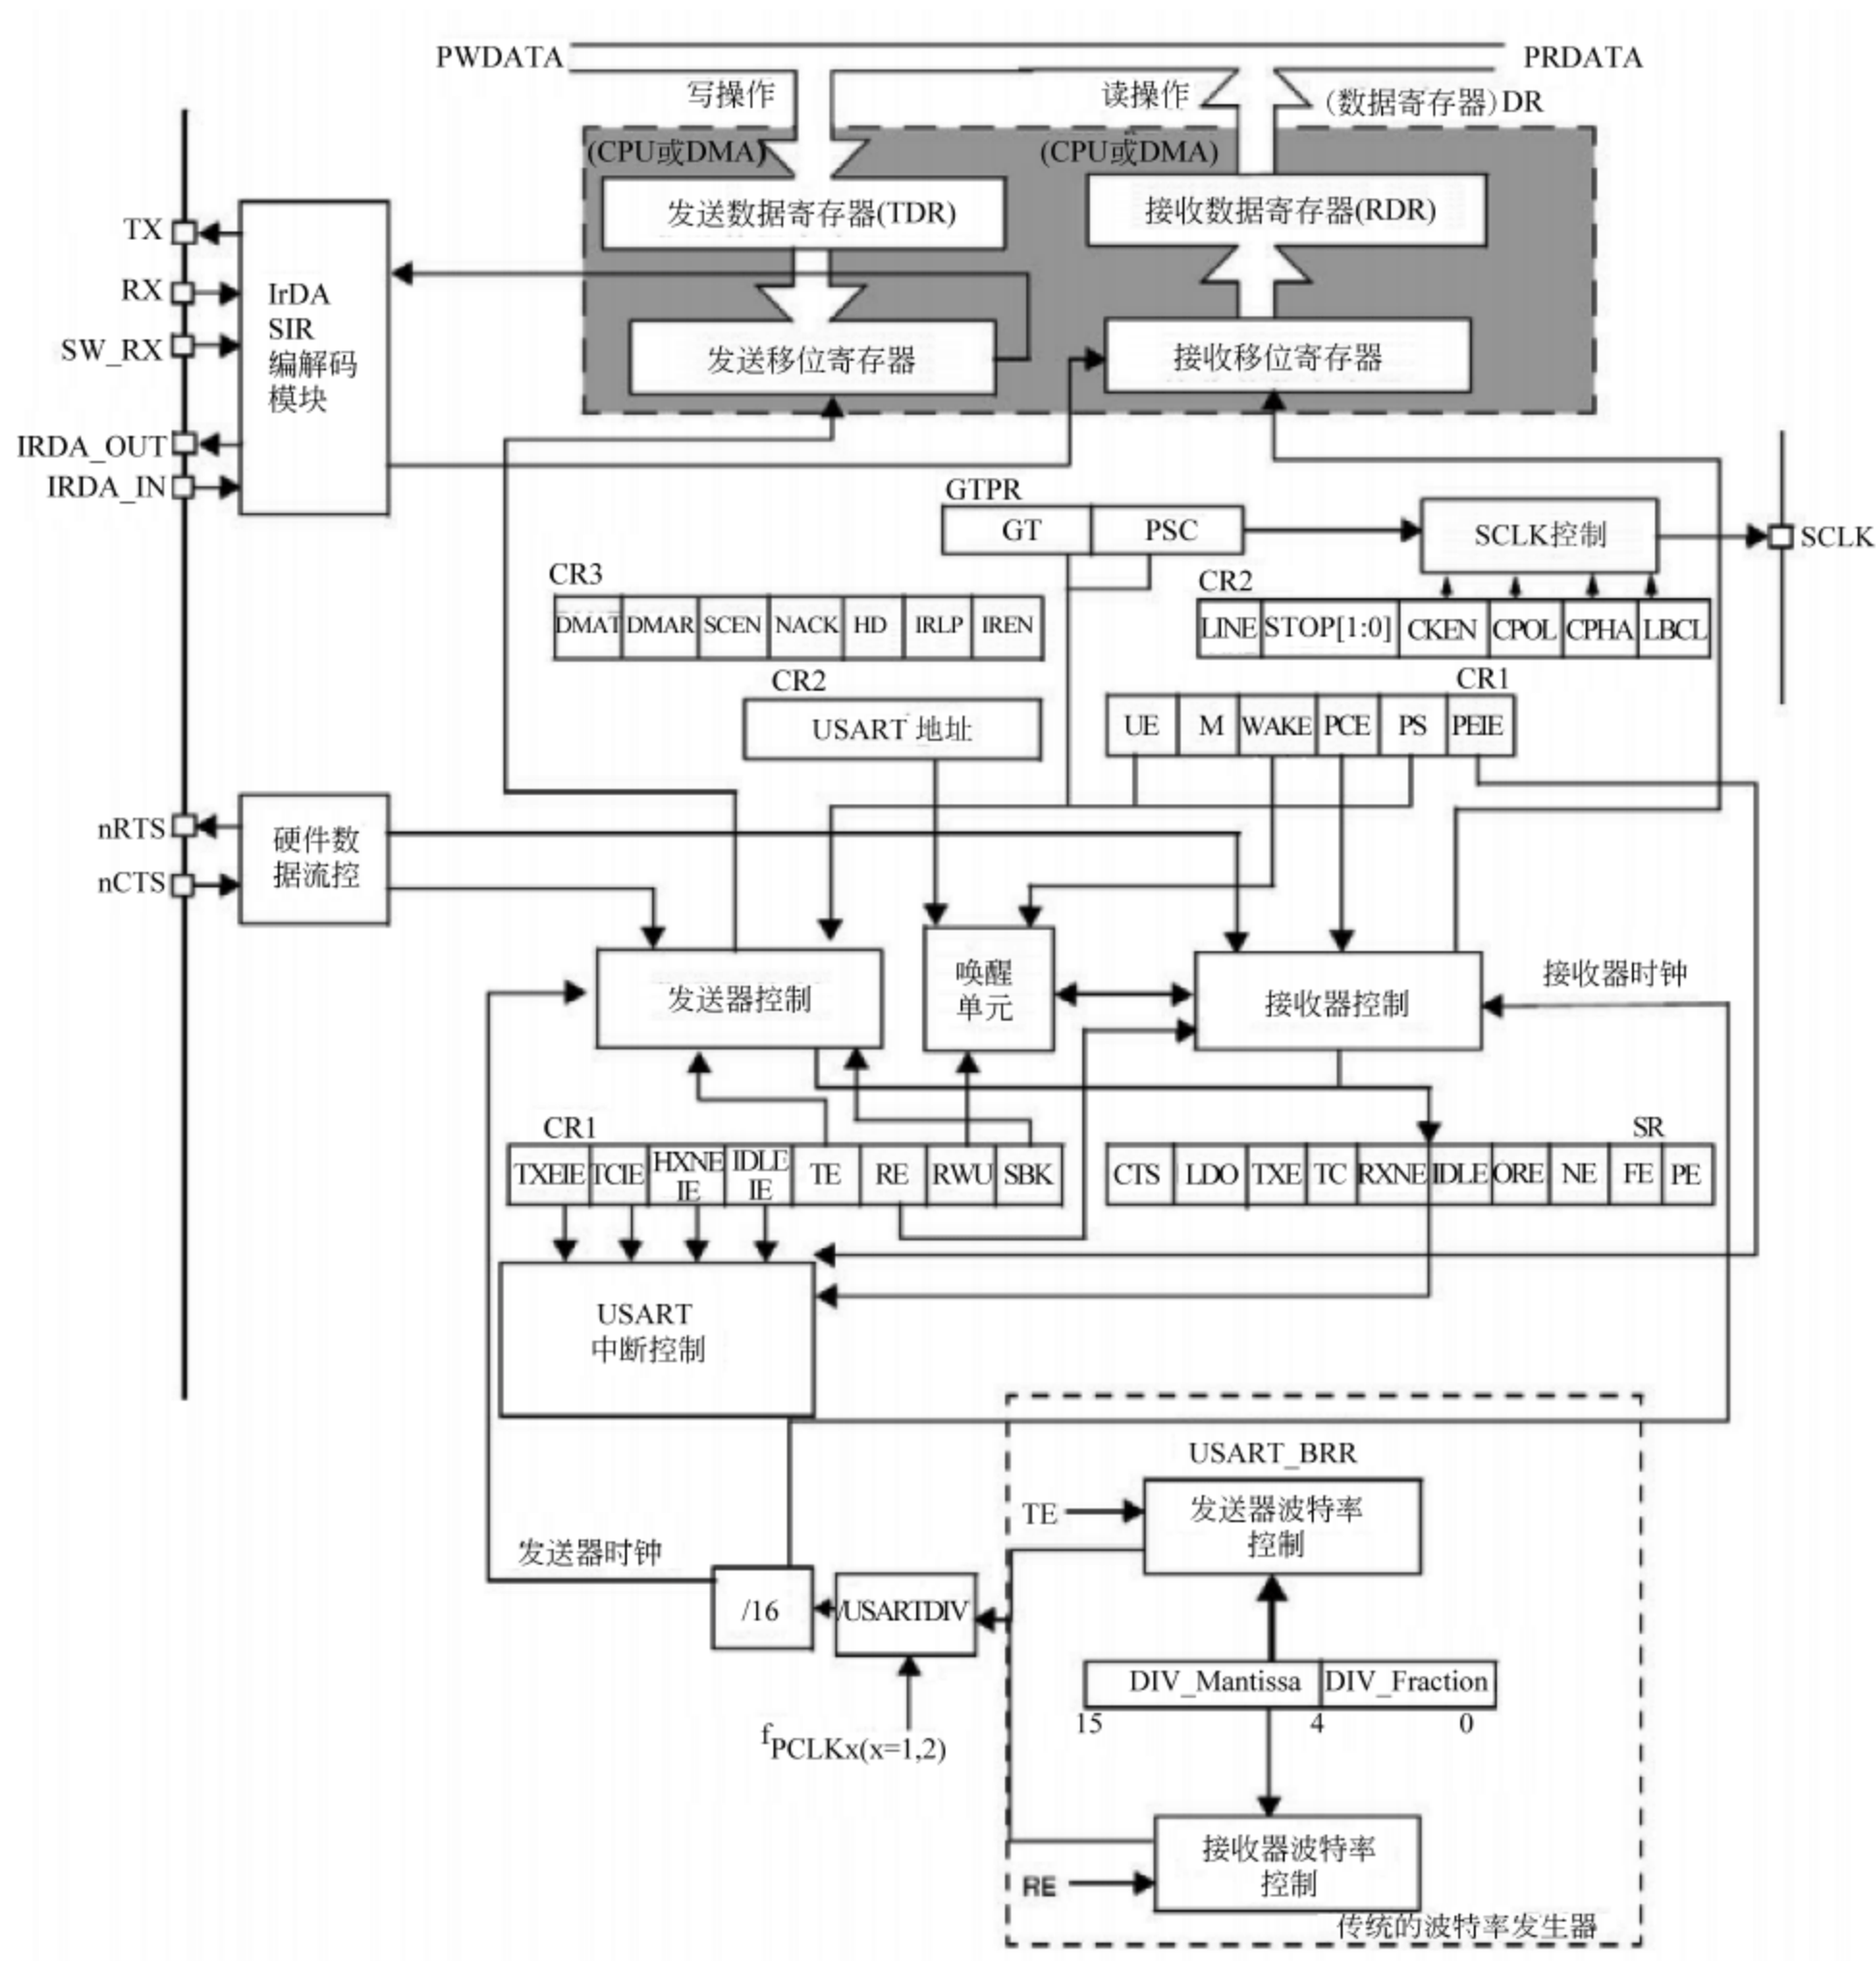 PWDATA
PRDATA
写操作
读操作
(数据寄存器)DR
(CPU或DMA)
(CPU或DMA)
发送数据寄存器(TDR)
接收数据寄存器(RDR)
TX
RX
SW_RX
IRDA_OUT
IRDA_IN
IrDA
SIR
编解码
模块
发送移位寄存器
接收移位寄存器
GTPR
GT
PSC
SCLK控制
SCLK
CR3
DMAT
DMAR
SCEN
NACK
HD
IRLP
IREN
CR2
LINE
STOP[1:0]
CKEN
CPOL
CPHA
LBCL
CR2
USART 地址
CR1
UE
M
WAKE
PCE
PS
PEIE
nRTS
nCTS
硬件数
据流控
发送器控制
唤醒
单元
接收器控制
接收器时钟
CR1
TXEIE
TCIE
HXNE
IE
IDLE
IE
TE
RE
RWU
SBK
SR
CTS
LDO
TXE
TC
RXNE
IDLE
ORE
NE
FE
PE
USART
中断控制
USART_BRR
TE
发送器波特率
控制
发送器时钟
/16
/USARTDIV
DIV_Mantissa
DIV_Fraction
15
4
0
fPCLKx(x=1,2)
RE
接收器波特率
控制
传统的波特率发生器